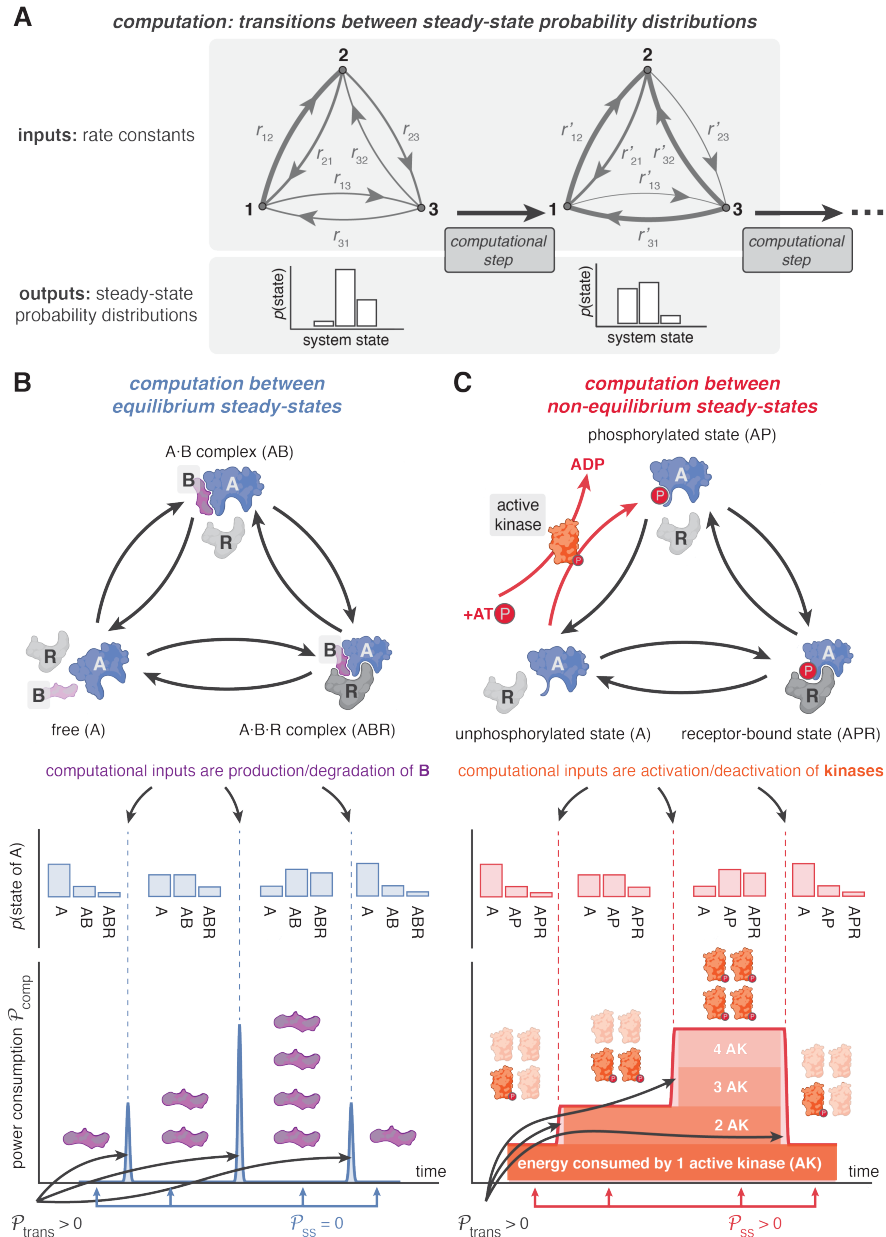 A
computation: transitions between steady-state probability distributions
inputs: rate constants
2
r12
r21
r32
r23
r13
1
3
r31
computational
step
2
r'12
r'21
r'32
r'23
r'13
1
3
r'31
computational
step
outputs: steady-state
probability distributions
p(state)
system state
p(state)
system state
B
computation between
equilibrium steady-states
A·B complex (AB)
B
A
R
R
A
B
free (A)
B
A
R
A·B·R complex (ABR)
C
computation between
non-equilibrium steady-states
phosphorylated state (AP)
ADP
active
kinase
P
A
P
R
+ATP
A
R
unphosphorylated state (A)
A
P
R
receptor-bound state (APR)
computational inputs are production/degradation of B
p(state of A)
A
AB
ABR
A
AB
ABR
A
AB
ABR
A
AB
ABR
power consumption 𝒫comp
time
𝒫trans > 0
𝒫ss = 0
computational inputs are activation/deactivation of kinases
A
AP
APR
A
AP
APR
A
AP
APR
A
AP
APR
P
P
P
P
P
P
P
P
4 AK
3 AK
2 AK
energy consumed by 1 active kinase (AK)
time
𝒫trans > 0
𝒫ss > 0